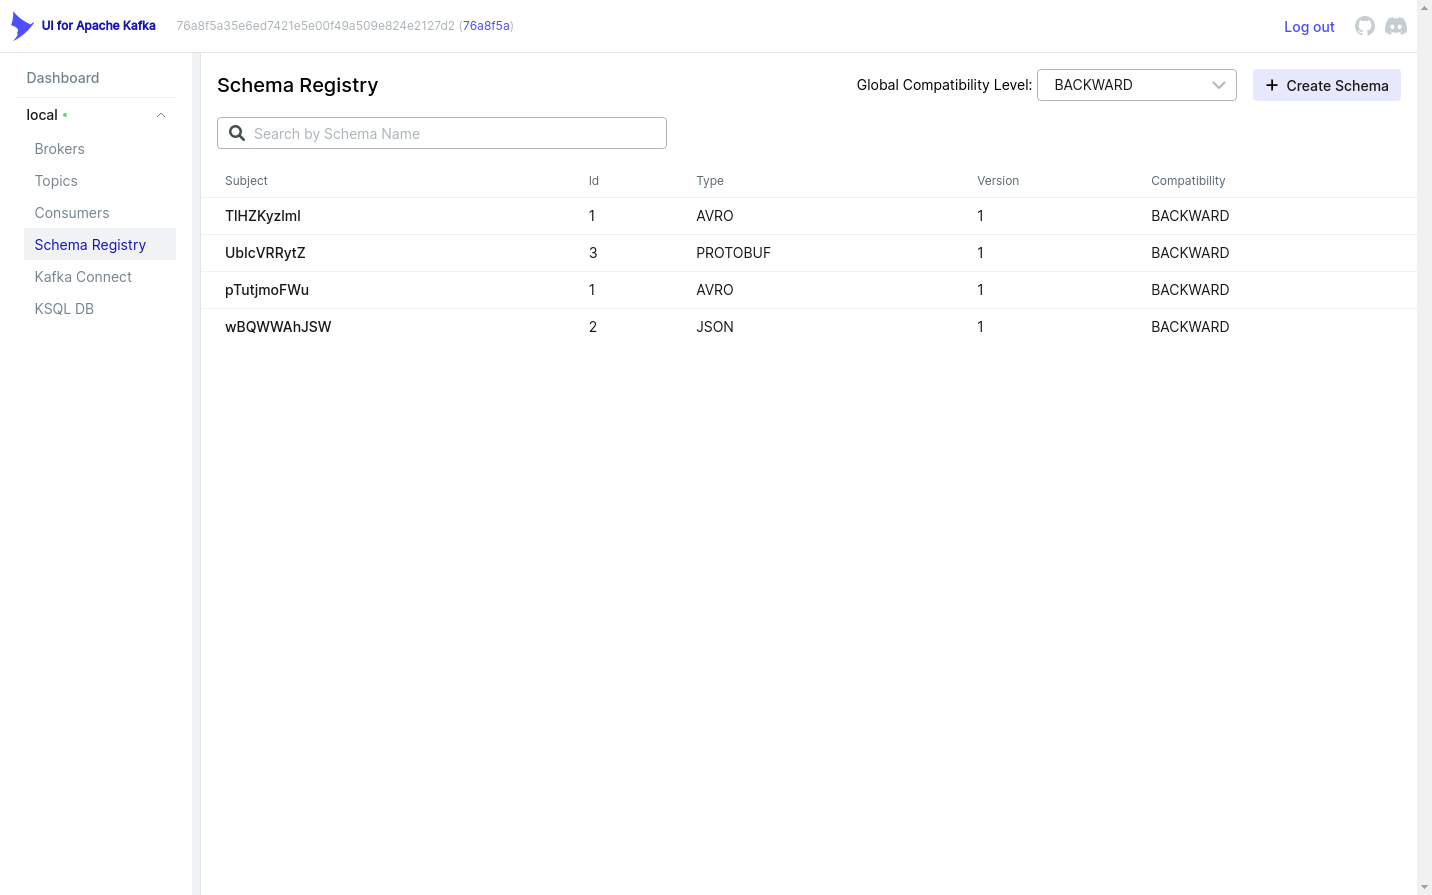 UI for Apache Kafka 76a8f5a35e6ed7421e5e00f49a509e824e2127d2 (76a8f5a) Log out
Dashboard
local
Brokers
Topics
Consumers
Schema Registry
Kafka Connect
KSQL DB
Schema Registry Global Compatibility Level: BACKWARD Create Schema
Search by Schema Name
Subject Id Type Version Compatibility
TlHZKyzlml 1 AVRO 1 BACKWARD
UblcVRRytZ 3 PROTOBUF 1 BACKWARD
pTutjmoFWu 1 AVRO 1 BACKWARD
wBQWWAhJSW 2 JSON 1 BACKWARD